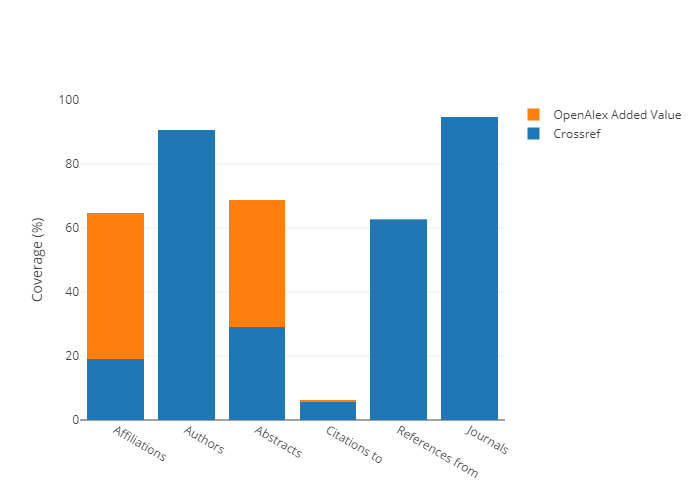 100
80
60
40
20
0
Coverage (%)
Affiliations
Authors
Abstracts
Citations to
References from
Journals
OpenAlex Added Value
Crossref